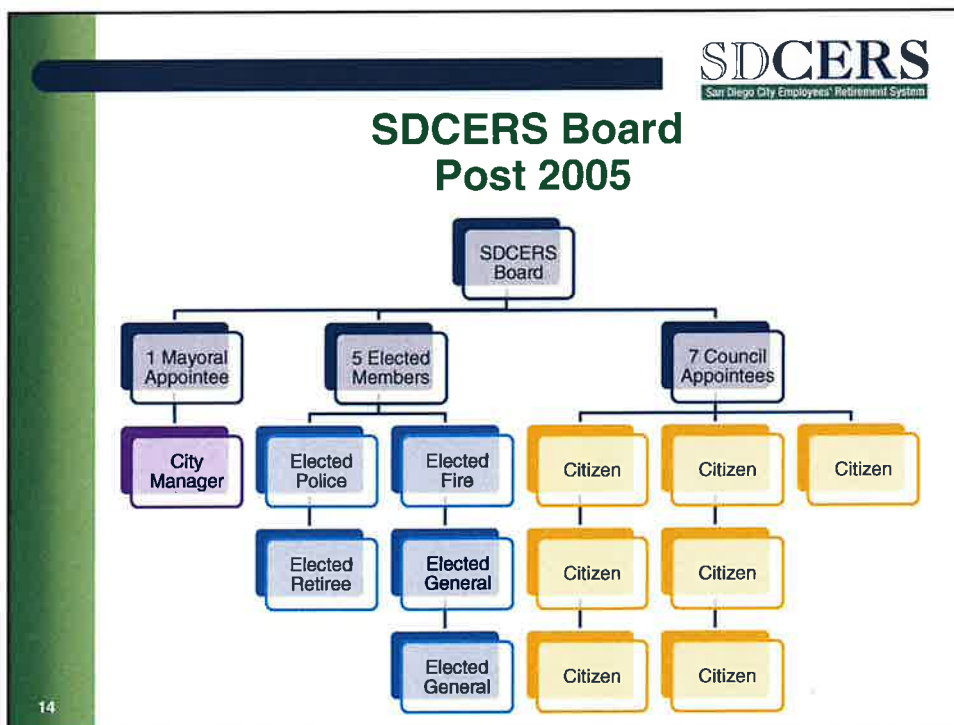 SDCERS
San Diego City Employees' Retirement System
SDCERS Board
Post 2005
SDCERS
Board
1 Mayoral
Appointee
5 Elected
Members
7 Council
Appointees
City
Manager
Elected
Police
Elected
Fire
Citizen
Citizen
Citizen
Elected
Retiree
Elected
General
Citizen
Citizen
Elected
General
Citizen
Citizen
14